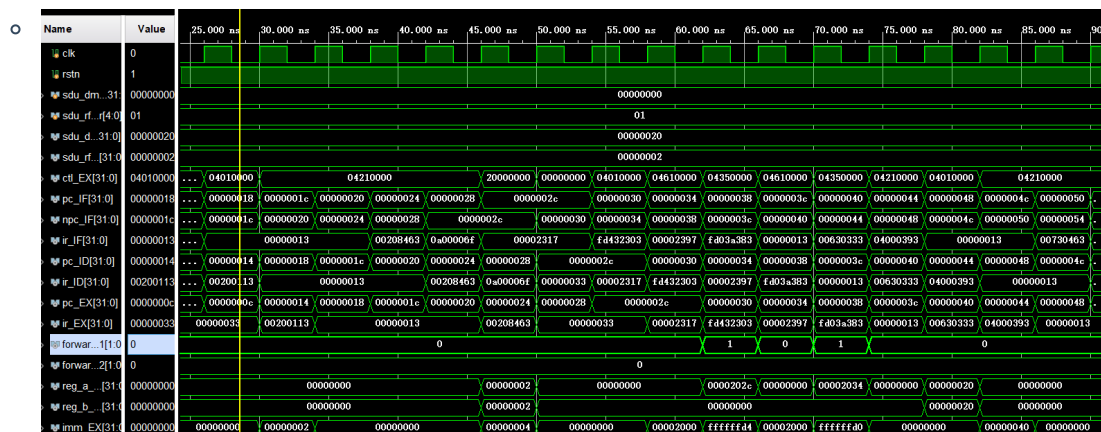 Name Value 25.000 ns 30.000 ns 35.000 ns 40.000 ns 45.000 ns 50.000 ns 55.000 ns 60.000 ns 65.000 ns 70.000 ns 75.000 ns 80.000 ns 85.000 ns 90
clk 0
rstn 1
sdu_dm...31: 00000000 00000000
sdu_rf...r[4:0] 01 01
sdu_d...31:0] 00000020 00000020
sdu_rf...[31:0 00000002 00000002
ctl_EX[31:0] 04010000 ... 04010000 04210000 20000000 00000000 04010000 04610000 04350000 04610000 04350000 04210000 04010000 04210000
pc_IF[31:0] 00000018 ... 00000018 0000001c 00000020 00000024 00000028 0000002c 00000030 00000034 00000038 0000003c 00000040 00000044 00000048 0000004c 00000050
npc_IF[31:0] 0000001c ... 0000001c 00000020 00000024 00000028 0000002c 00000030 00000034 00000038 0000003c 00000040 00000044 00000048 0000004c 00000050 00000054
ir_IF[31:0] 00000013 ... 00000013 00208463 0a00006f 00002317 fd432303 00002397 fd03a383 00000013 00630333 04000393 00000013 00730463
pc_ID[31:0] 00000014 ... 00000014 00000018 0000001c 00000020 00000024 00000028 0000002c 00000030 00000034 00000038 0000003c 00000040 00000044 00000048 0000004c
ir_ID[31:0] 00200113 ... 00200113 00000013 00208463 0a00006f 00000033 00002317 fd432303 00002397 fd03a383 00000013 00630333 04000393 00000013
pc_EX[31:0] 0000000c ... 0000000c 00000014 00000018 0000001c 00000020 00000024 00000028 0000002c 00000030 00000034 00000038 0000003c 00000040 00000044 00000048
ir_EX[31:0] 00000033 00000033 00200113 00000013 00208463 00000033 00002317 fd432303 00002397 fd03a383 00000013 00630333 04000393 00000013
forwar...1[1:0 0 0 1 0 1 0
forwar...2[1:0 0 0
reg_a_...[31:0 00000000 00000000 00000002 00000000 0000202c 00000000 00002034 00000000 00000020 00000000
reg_b_...[31:0 00000000 00000000 00000002 00000000 00000020 00000000
imm_EX[31:0 00000000 00000000 00000002 00000000 00000004 00000000 00002000 ffffffd4 00002000 ffffffd0 00000000 00000040 00000000